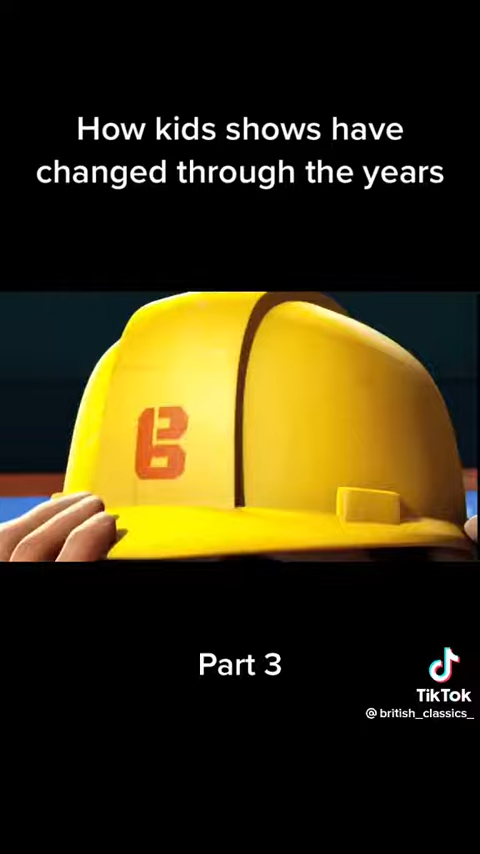 How kids shows have
changed through the years
B
Part 3
TikTok
@british_classics_